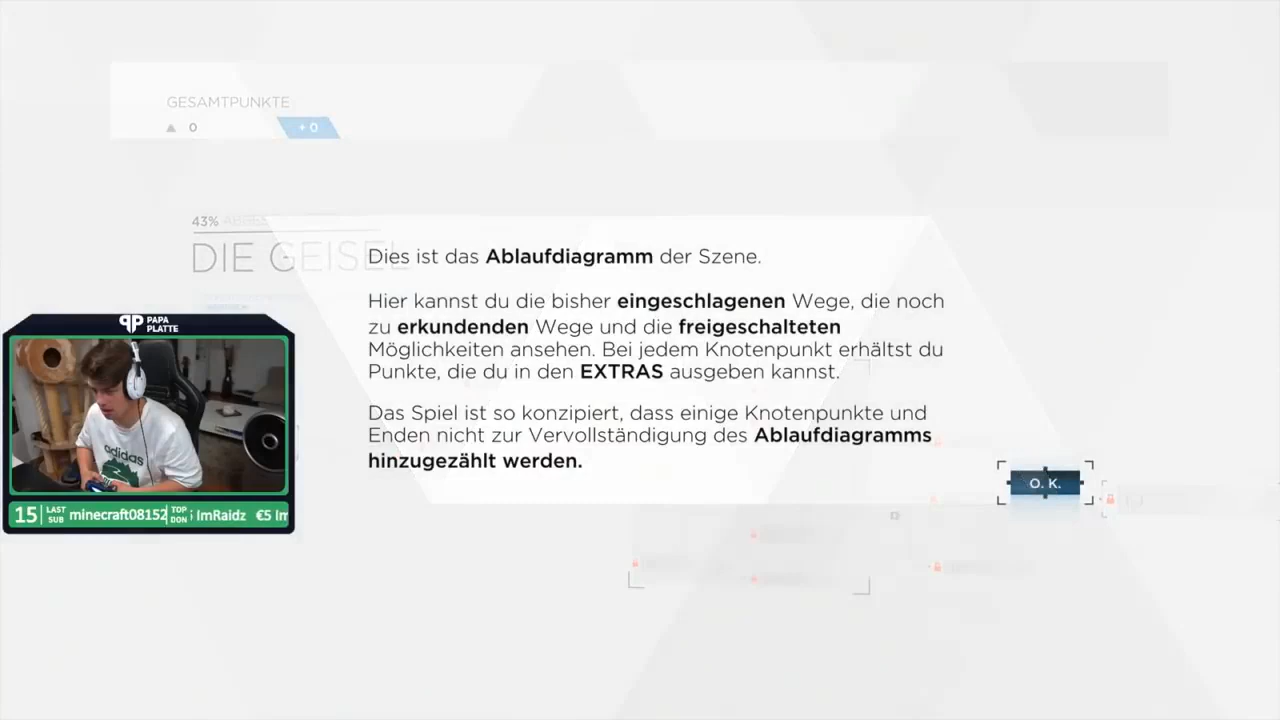 GESAMTPUNKTE
0
+ 0
43%
DIE GEISEL
Dies ist das Ablaufdiagramm der Szene.
Hier kannst du die bisher eingeschlagenen Wege, die noch
zu erkundenden Wege und die freigeschalteten
Möglichkeiten ansehen. Bei jedem Knotenpunkt erhältst du
Punkte, die du in den EXTRAS ausgeben kannst.
Das Spiel ist so konzipiert, dass einige Knotenpunkte und
Enden nicht zur Vervollständigung des Ablaufdiagramms
hinzugezählt werden.
O. K.
PAPA
PLATTE
adidas
15 LAST SUB minecraft08152 TOP DON ImRaidz €5 Im